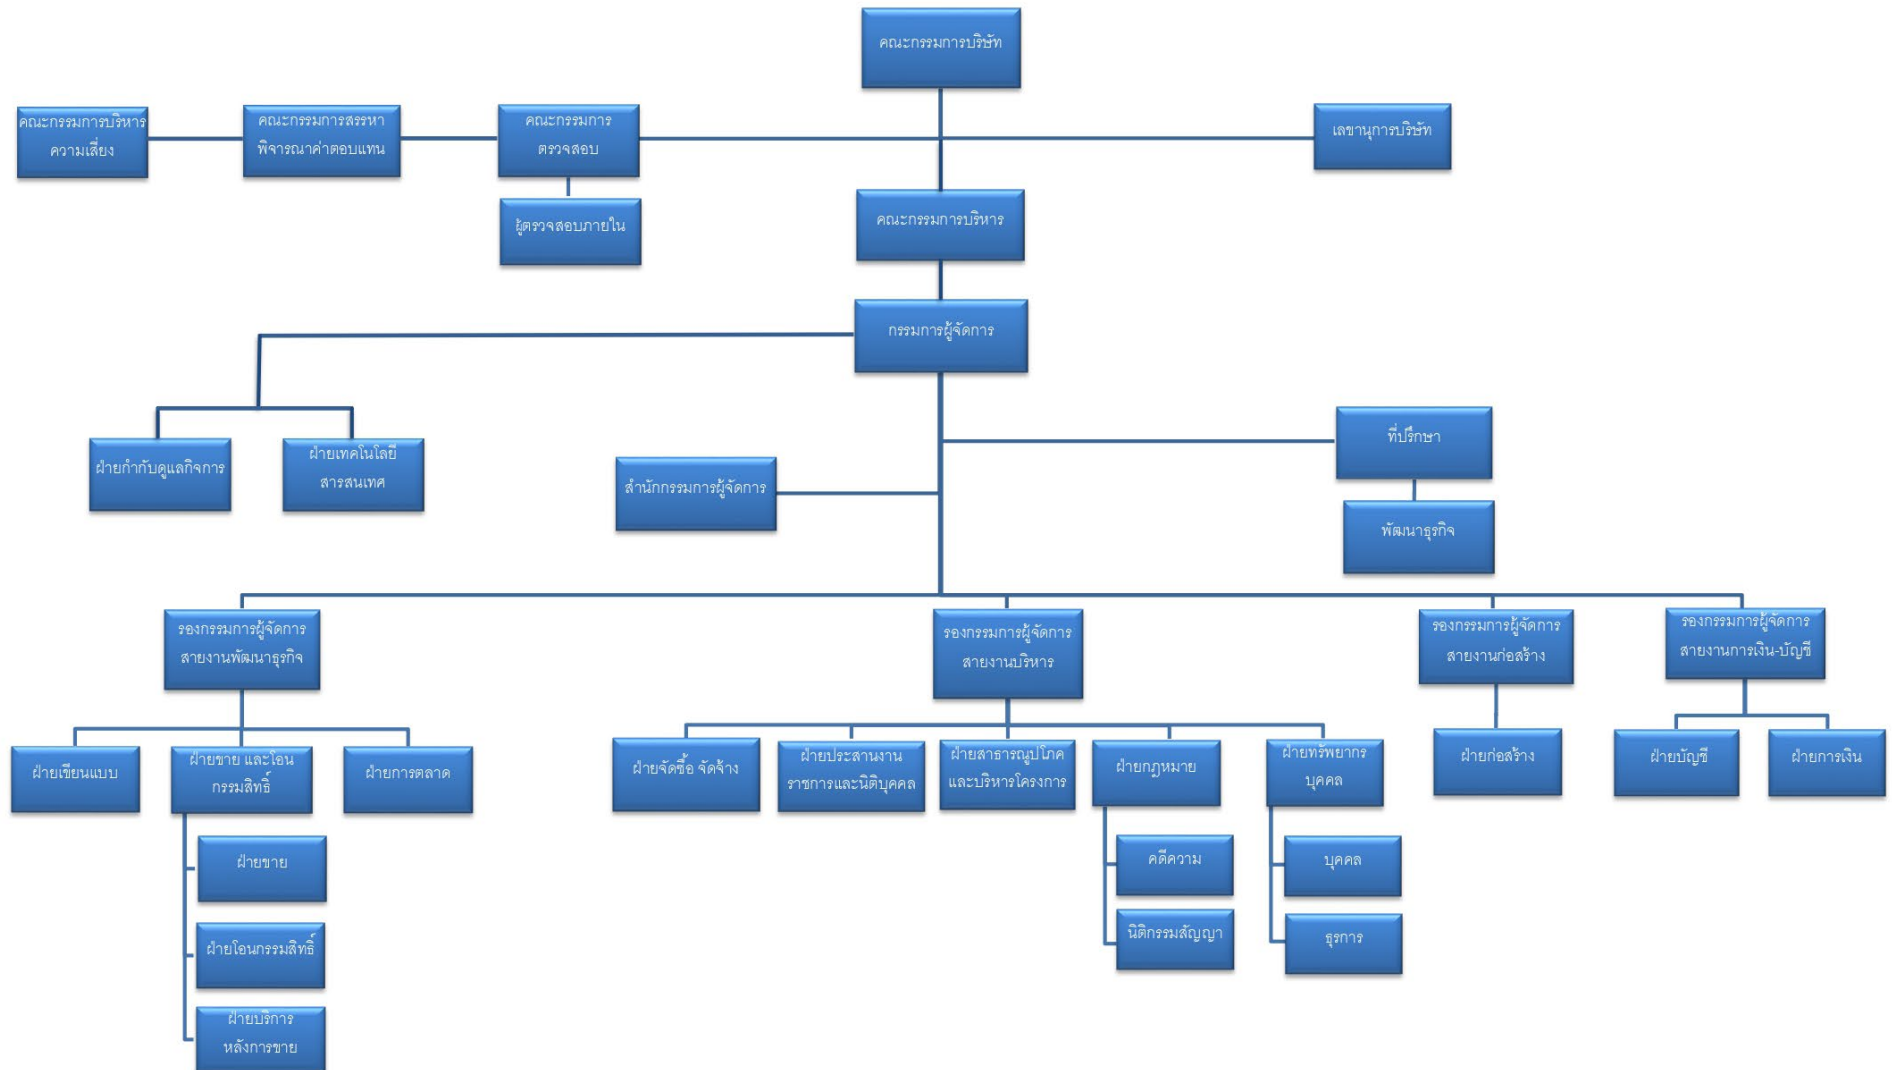 คณะกรรมการบริษัท
คณะกรรมการบริหาร
ความเสี่ยง
คณะกรรมการสรรหา
พิจารณาค่าตอบแทน
คณะกรรมการ
ตรวจสอบ
เลขานุการบริษัท
ผู้ตรวจสอบภายใน
คณะกรรมการบริหาร
กรรมการผู้จัดการ
ฝ่ายกำกับดูแลกิจการ
ฝ่ายเทคโนโลยี
สารสนเทศ
สำนักกรรมการผู้จัดการ
ที่ปรึกษา
พัฒนาธุรกิจ
รองกรรมการผู้จัดการ
สายงานพัฒนาธุรกิจ
รองกรรมการผู้จัดการ
สายงานบริหาร
รองกรรมการผู้จัดการ
สายงานก่อสร้าง
รองกรรมการผู้จัดการ
สายงานการเงิน-บัญชี
ฝ่ายเขียนแบบ
ฝ่ายขาย และโอน
กรรมสิทธิ์
ฝ่ายการตลาด
ฝ่ายจัดซื้อ จัดจ้าง
ฝ่ายประสานงาน
ราชการและนิติบุคคล
ฝ่ายสาธารณูปโภค
และบริหารโครงการ
ฝ่ายกฎหมาย
ฝ่ายทรัพยากร
บุคคล
ฝ่ายก่อสร้าง
ฝ่ายบัญชี
ฝ่ายการเงิน
ฝ่ายขาย
ฝ่ายโอนกรรมสิทธิ์
ฝ่ายบริการ
หลังการขาย
คดีความ
นิติกรรมสัญญา
บุคคล
ธุรการ